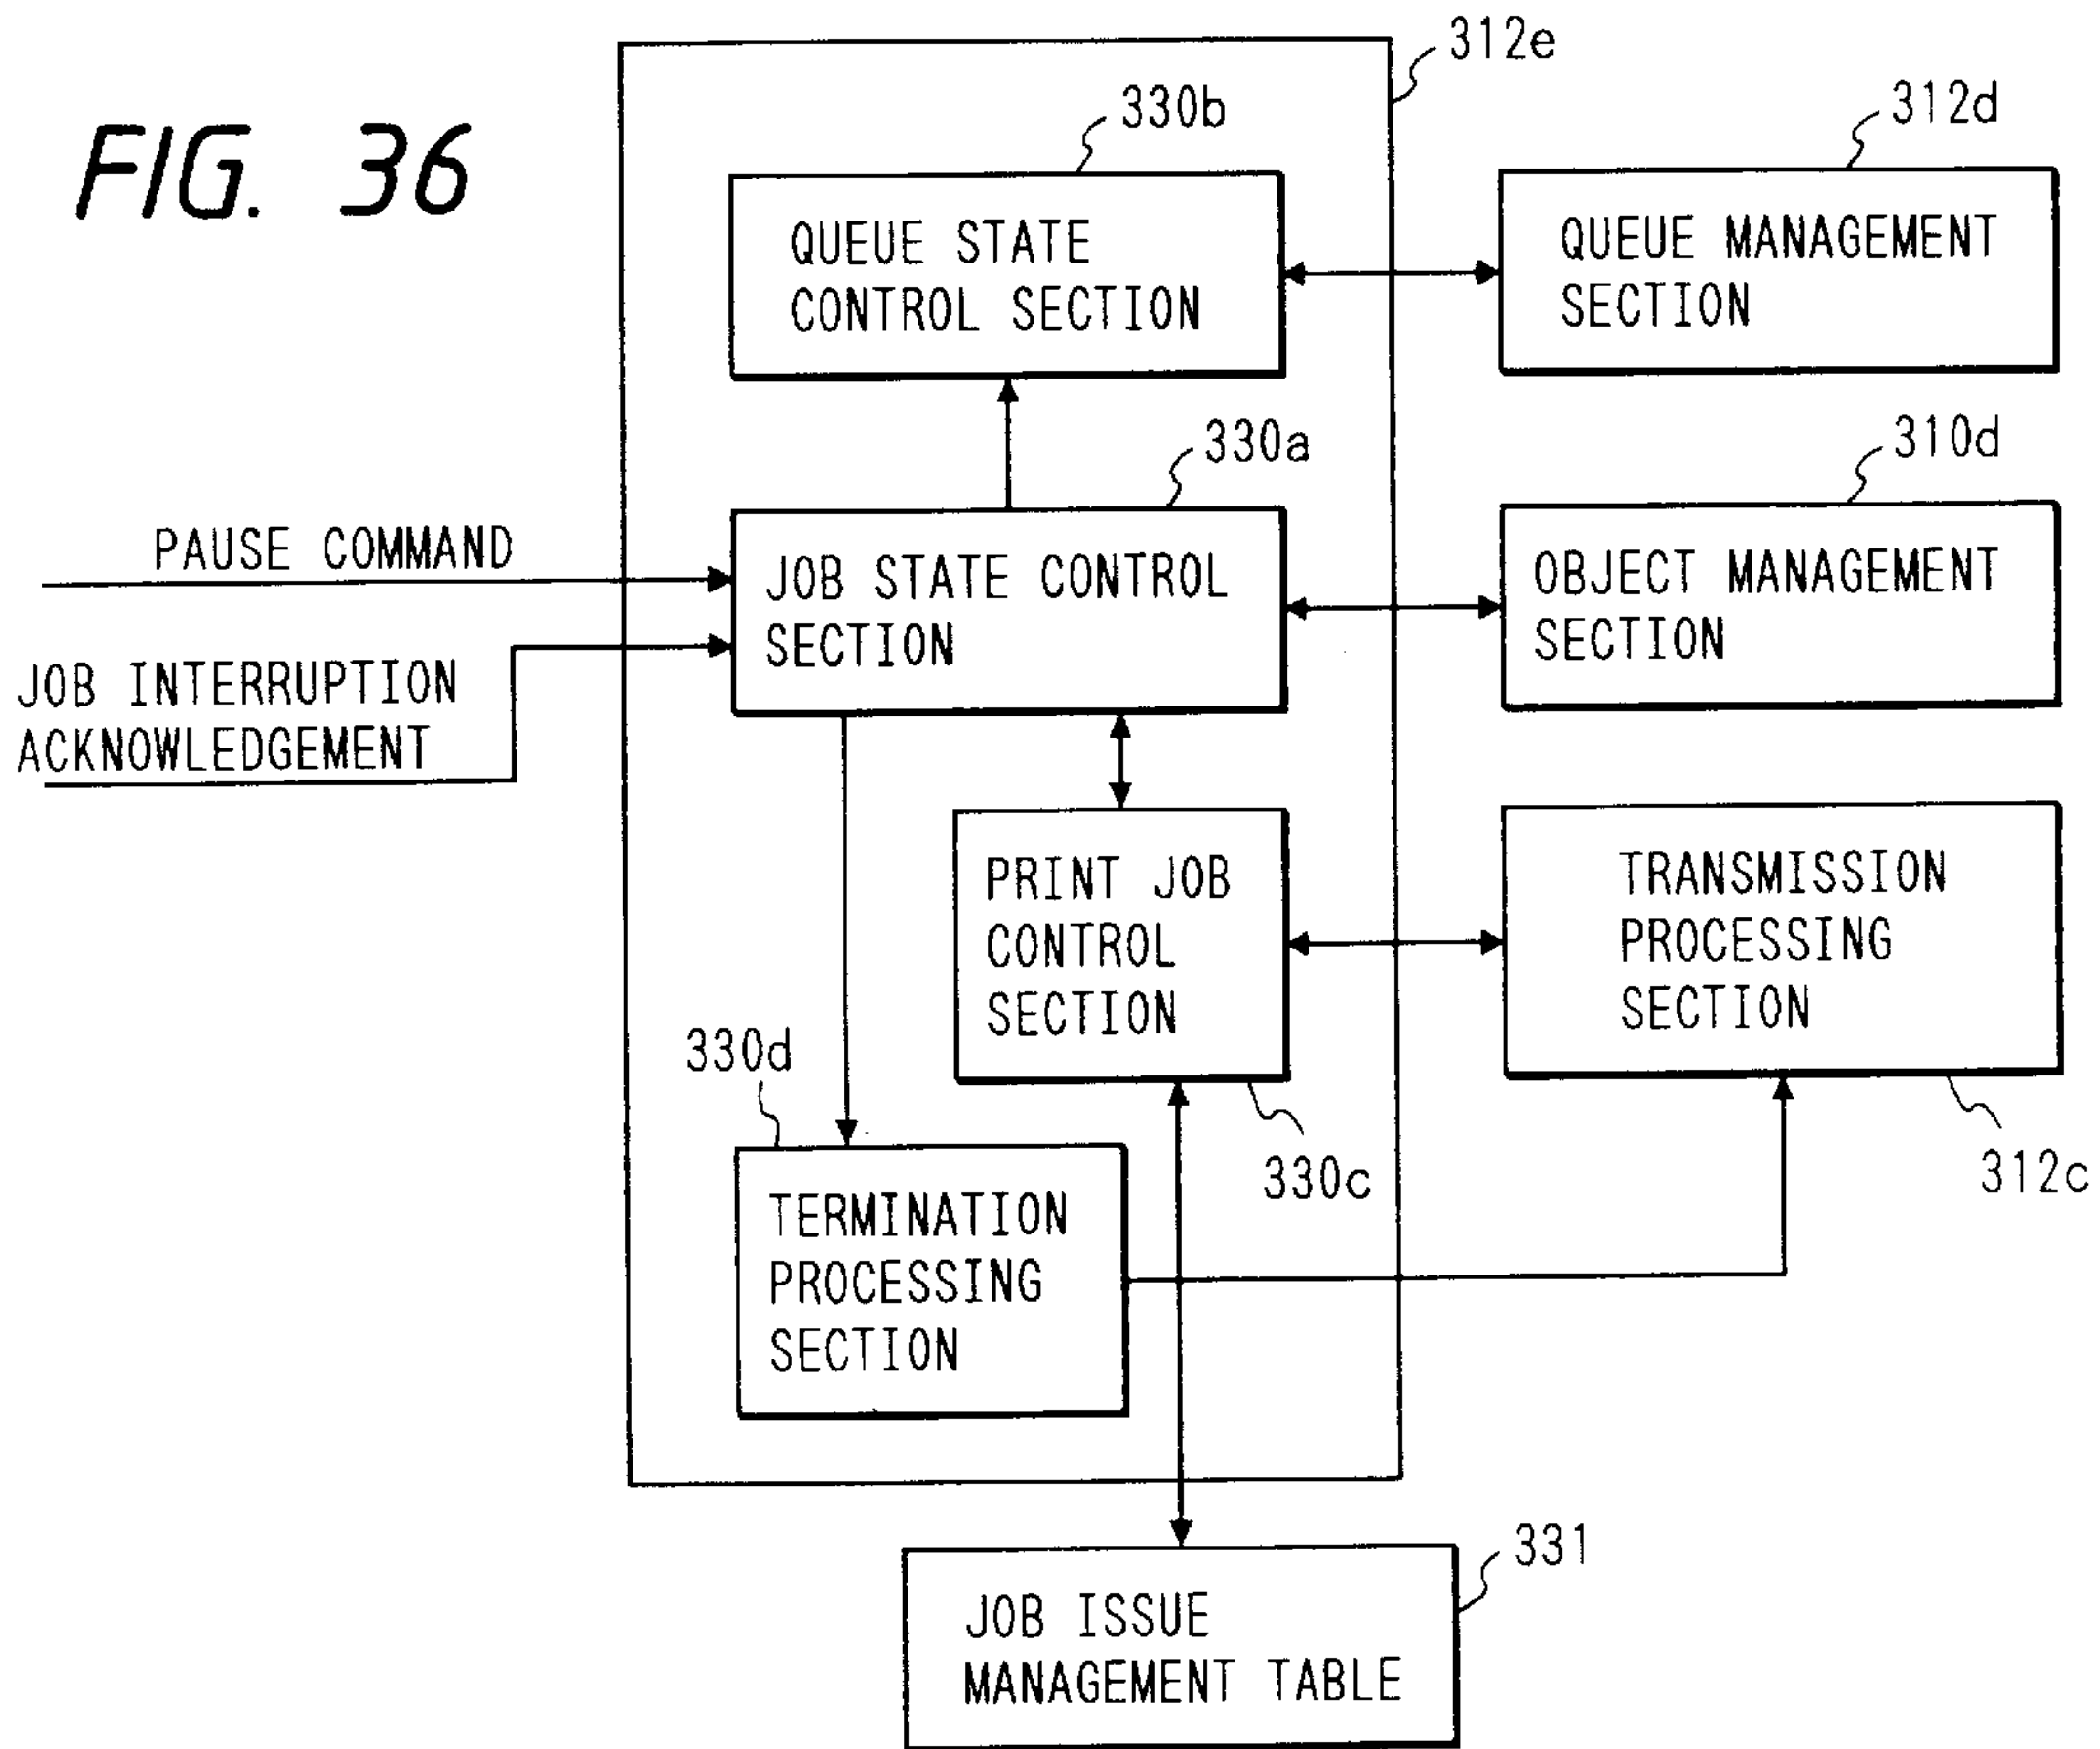 FIG. 36
312e
330b
312d
QUEUE STATE
CONTROL SECTION
QUEUE MANAGEMENT
SECTION
330a
310d
PAUSE COMMAND
JOB STATE CONTROL
SECTION
OBJECT MANAGEMENT
SECTION
JOB INTERRUPTION
ACKNOWLEDGEMENT
PRINT JOB
CONTROL
SECTION
TRANSMISSION
PROCESSING
SECTION
330d
330c
312c
TERMINATION
PROCESSING
SECTION
331
JOB ISSUE
MANAGEMENT TABLE